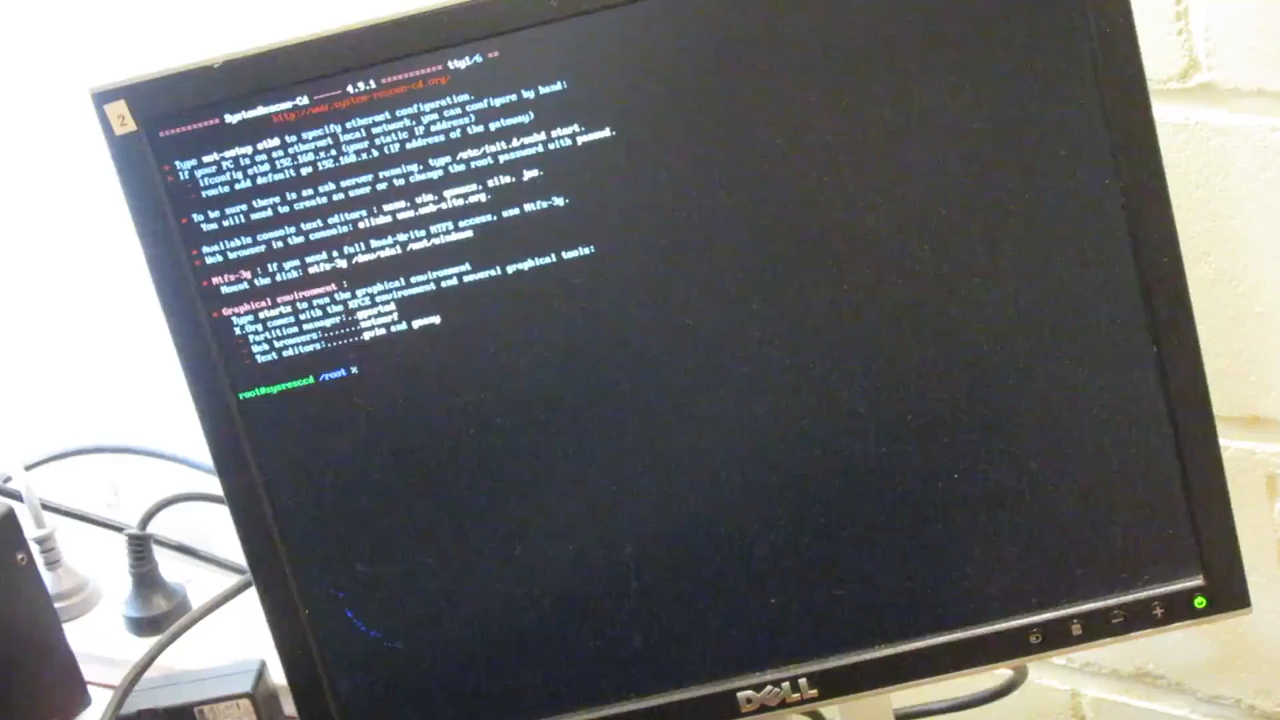 2
=========== SystemRescue-Cd ------ 4.9.1 =========== tty1/6 ==
http://www.system-rescue-cd.org/
* Type net-setup eth0 to specify ethernet configuration.
* If your PC is on an ethernet local network, you can configure by hand:
- ifconfig eth0 192.168.x.a (your static IP address)
- route add default gw 192.168.x.b (IP address of the gateway)
* To be sure there is an ssh server running, type /etc/init.d/sshd start.
You will need to create an user or to change the root password with passwd.
* Available console text editors : nano, vim, qemacs, zile, joe.
* Web browser in the console: elinks www.web-site.org.
* Ntfs-3g : If you need a full Read-Write NTFS access, use Ntfs-3g.
Mount the disk: ntfs-3g /dev/sda1 /mnt/windows
* Graphical environment :
Type startx to run the graphical environment
X.Org comes with the XFCE environment and several graphical tools:
- Partition manager:..gparted
- Web browsers:.......
- Text editors:.......gvim and geany
root@sysresccd /root %
DELL